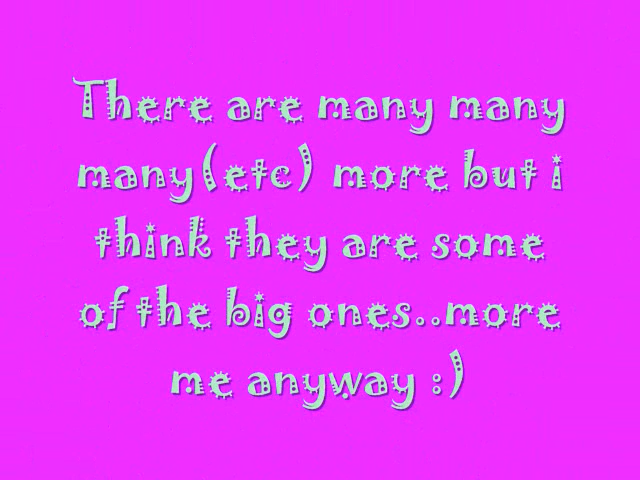 There are many many
many(etc) more but i
think they are some
of the big ones..more
me anyway :)